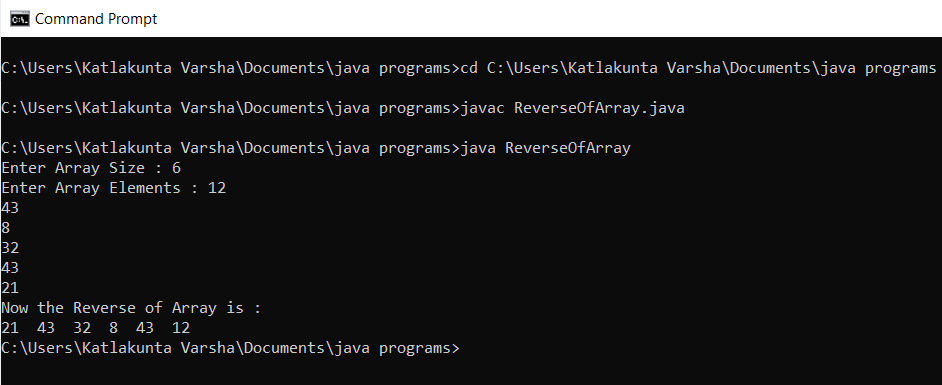 Command Prompt
C:\Users\Katlakunta Varsha\Documents\java programs>cd C:\Users\Katlakunta Varsha\Documents\java programs
C:\Users\Katlakunta Varsha\Documents\java programs>javac ReverseOfArray.java
C:\Users\Katlakunta Varsha\Documents\java programs>java ReverseOfArray
Enter Array Size : 6
Enter Array Elements : 12
43
8
32
43
21
Now the Reverse of Array is :
21  43  32  8  43  12
C:\Users\Katlakunta Varsha\Documents\java programs>